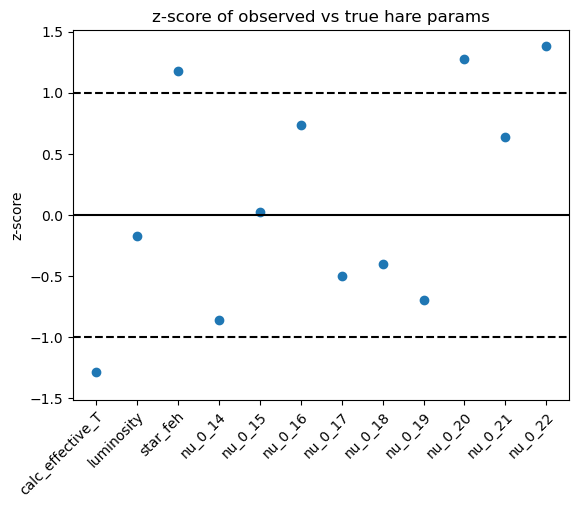 z-score of observed vs true hare params
1.5
1.0
0.5
0.0
−0.5
−1.0
−1.5
z-score
calc_effective_T
luminosity
star_feh
nu_0_14
nu_0_15
nu_0_16
nu_0_17
nu_0_18
nu_0_19
nu_0_20
nu_0_21
nu_0_22